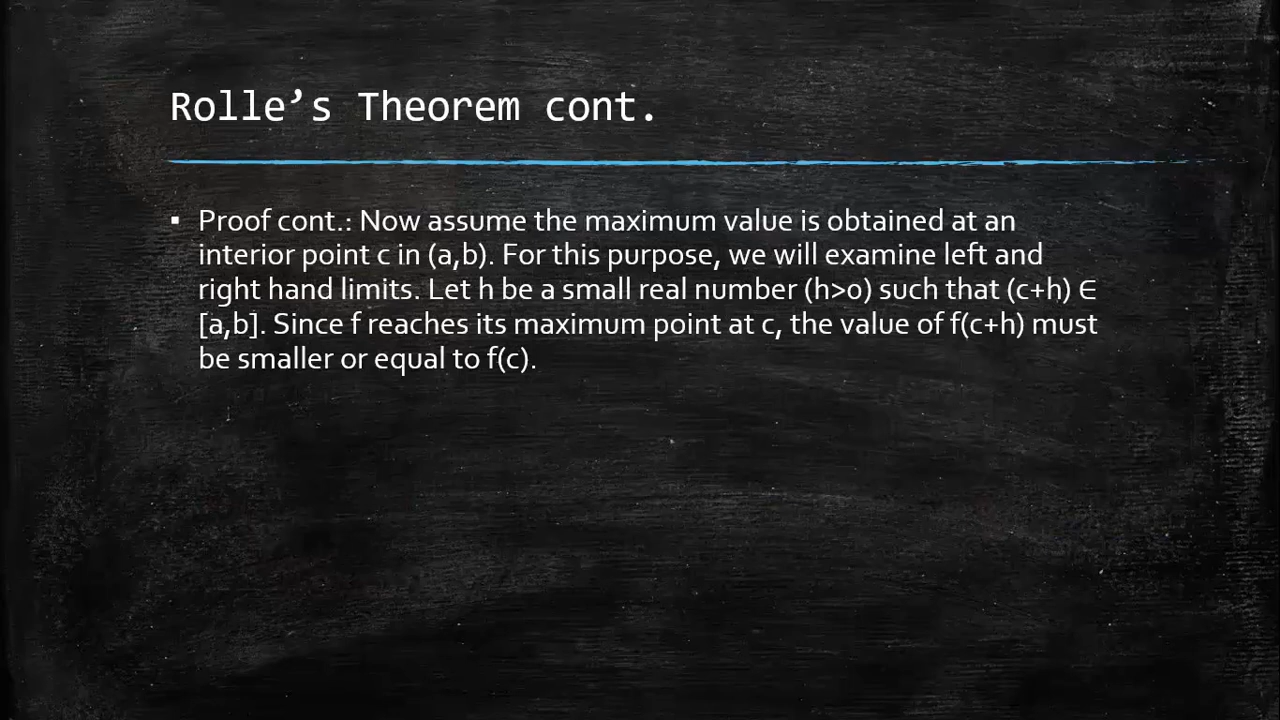 Rolle’s Theorem cont.
▪ Proof cont.: Now assume the maximum value is obtained at an
interior point c in (a,b). For this purpose, we will examine left and
right hand limits. Let h be a small real number (h>0) such that (c+h) ∈
[a,b]. Since f reaches its maximum point at c, the value of f(c+h) must
be smaller or equal to f(c).